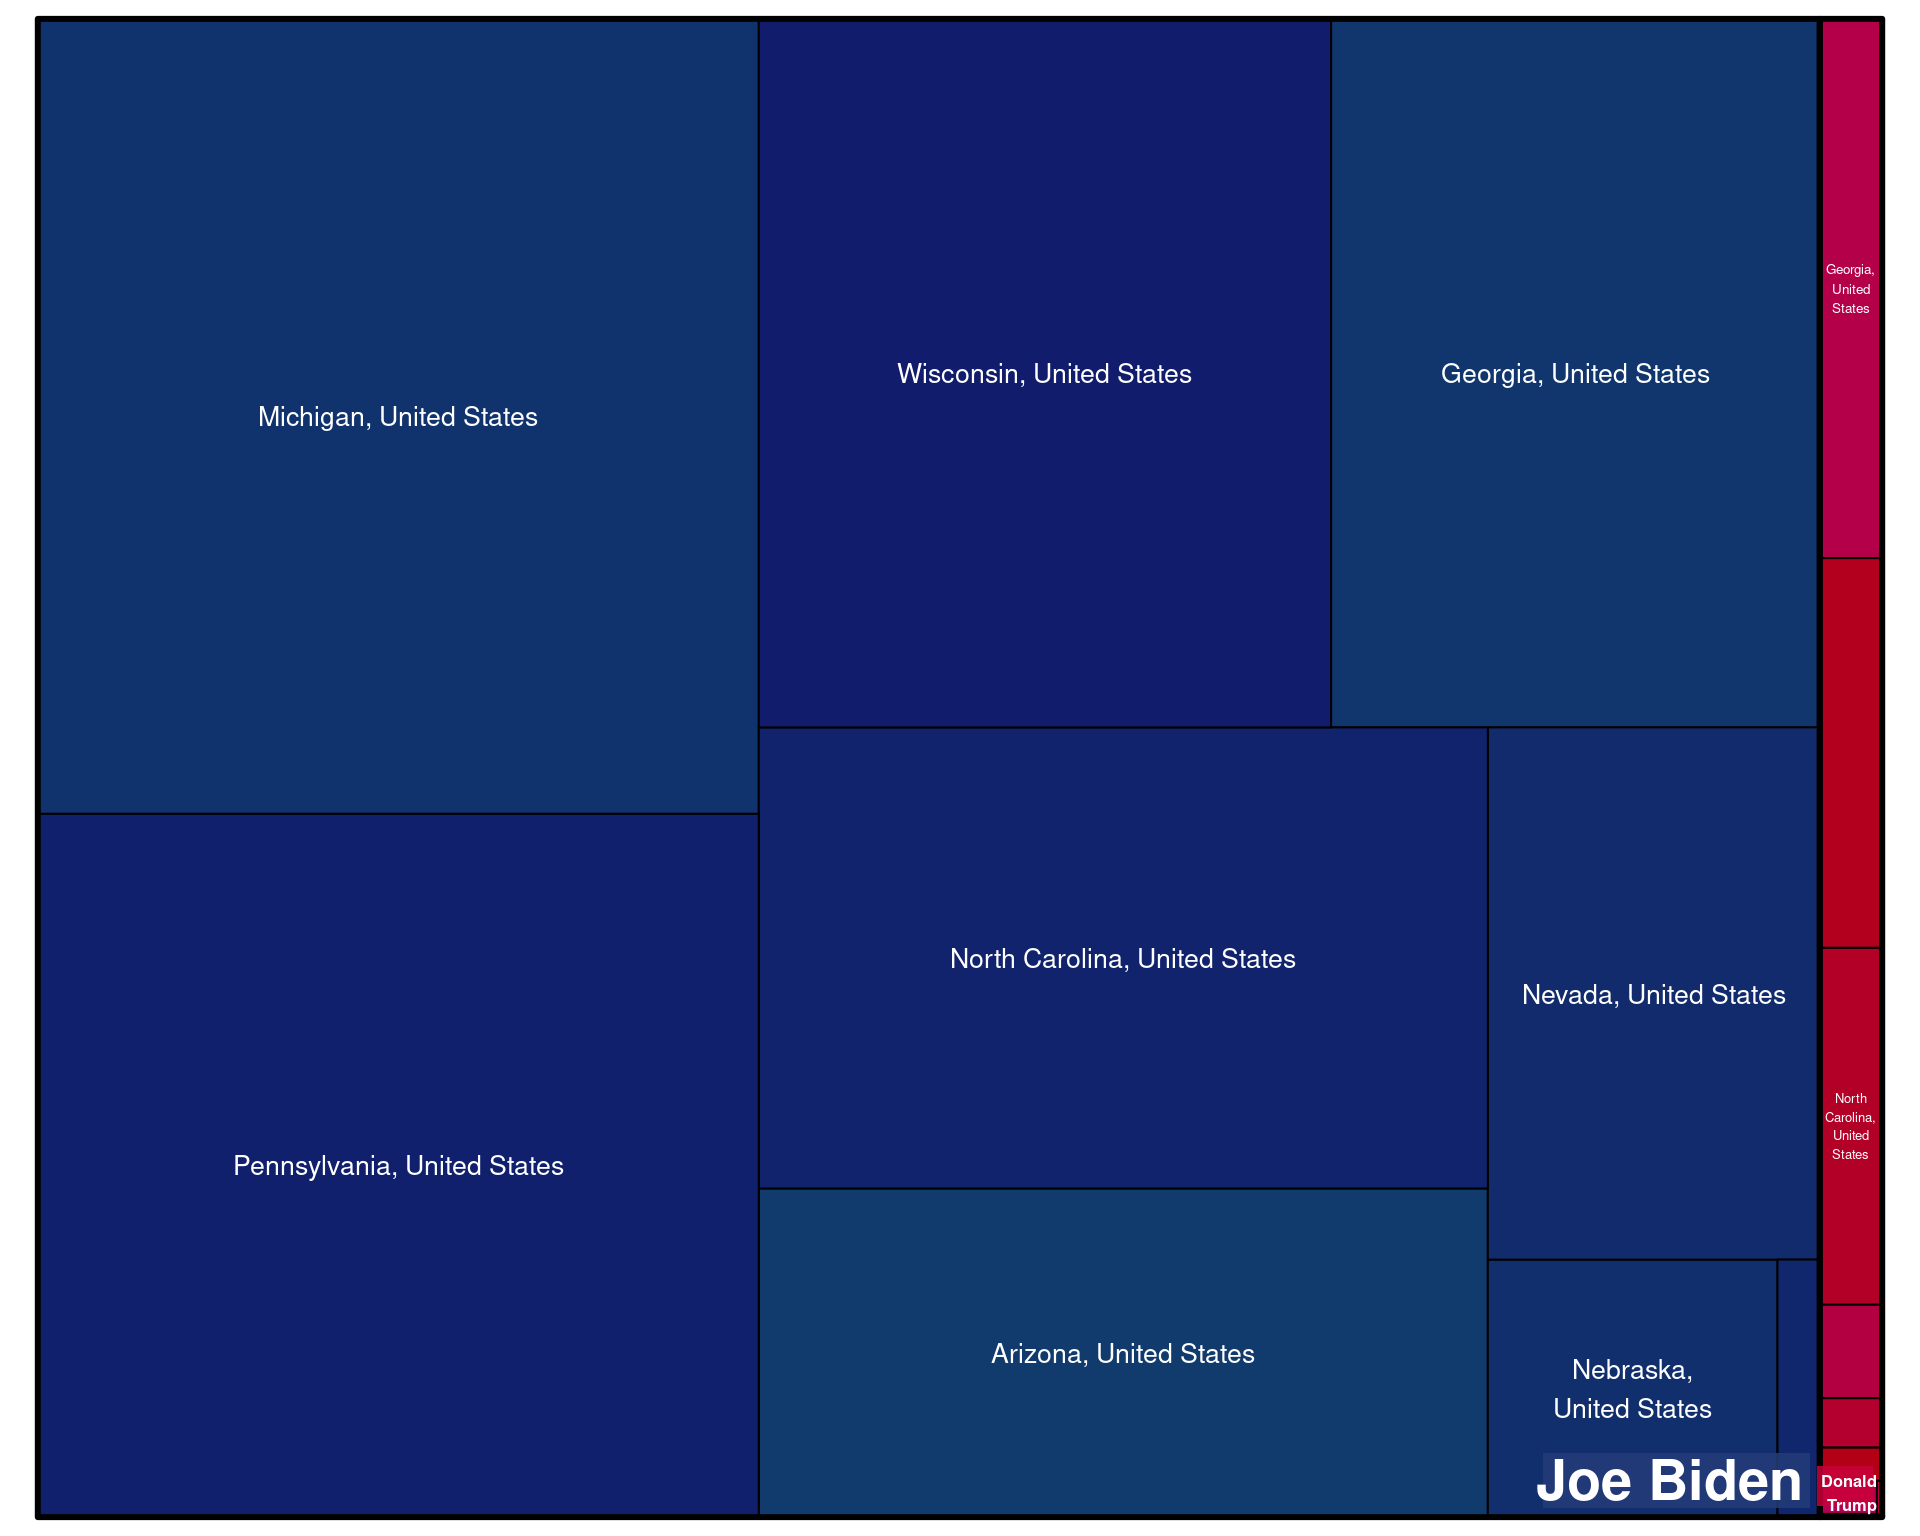 Michigan, United States
Wisconsin, United States
Georgia, United States
Georgia,
United
States
Pennsylvania, United States
North Carolina, United States
Nevada, United States
North
Carolina,
United
States
Arizona, United States
Nebraska,
United States
Joe Biden
Donald
Trump